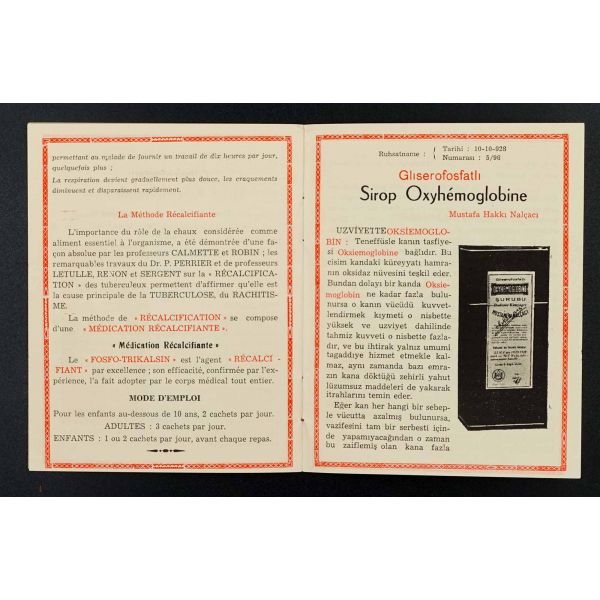 permettant au malade de fournir un travail de dix heures par jour,
quelquefois plus ;
La respiration devient graduellement plus douce, les craquements
diminuent et disparaissent rapidement.
La Méthode Récalcifiante
L'importance du rôle de la chaux considérée comme
aliment essentiel à l'organisme, a été démontrée d'une fa-
çon absolue par les professeurs CALMETTE et ROBIN ; les
remarquables travaux du Dr. P. PERRIER et de professeurs
LETULLE, RENON et SERGENT sur la « RÉCALCIFICA-
TION » des tuberculeux permettent d'affirmer qu'elle est
la cause principale de la TUBERCULOSE, du RACHITIS-
ME.
La méthode de « RÉCALCIFICATION » se compose
d'une « MÉDICATION RÉCALCIFIANTE ».
« Médication Récalcifiante »
Le « FOSFO-TRIKALSIN » est l'agent « RÉCALCI-
FIANT » par excellence ; son efficacité, confirmée par l'ex-
périence, l'a fait adopter par le corps médical tout entier.
MODE D'EMPLOI
Pour les enfants au-dessous de 10 ans, 2 cachets par jour.
ADULTES : 3 cachets par jour.
ENFANTS : 1 ou 2 cachets par jour, avant chaque repas.
Ruhsatname : ( Tarihi : 10-10-928
Numarası : 5/96
Gliserofosfatlı
Sirop Oxyhémoglobine
Mustafa Hakkı Nalçacı
UZVİYETTE OKSİEMOGLO-
BİN : Teneffüsle kanın tasfiye-
si Oksiemoglobine bağlıdır. Bu
cisim kandaki küreyvatı hamra-
nın oksidaz nüvesini teşkil eder.
Bundan dolayı bir kanda Oksie-
moglobin ne kadar fazla bulu-
nursa o kanın vücüdü kuvvet-
lendirmek kıymeti o nisbette
yüksek ve uzviyet dahilinde
tahmiz kuvveti o nisbette fazla-
dır, ve bu ihtirak yalnız umumî
tagaddiye hizmet etmekle kal-
maz, aynı zamanda bazı emra-
zın kana döktüğü zehirli yahut
lüzumsuz maddeleri de yakarak
itrahlarını temin eder.
Eğer kan her hangi bir sebep-
le vücutta azalmış bulunursa,
vazifesini tam bir serbesti için-
de yapamıyacağından o zaman
bu zaiflemiş olan kana fazla
Gliserofosfatlı
OXYHEMOGLOBINE
ŞURUBU